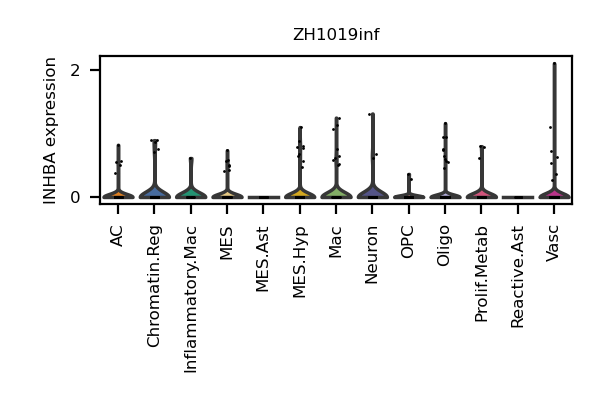 ZH1019inf
INHBA expression
2
0
AC
Chromatin.Reg
Inflammatory.Mac
MES
MES.Ast
MES.Hyp
Mac
Neuron
OPC
Oligo
Prolif.Metab
Reactive.Ast
Vasc